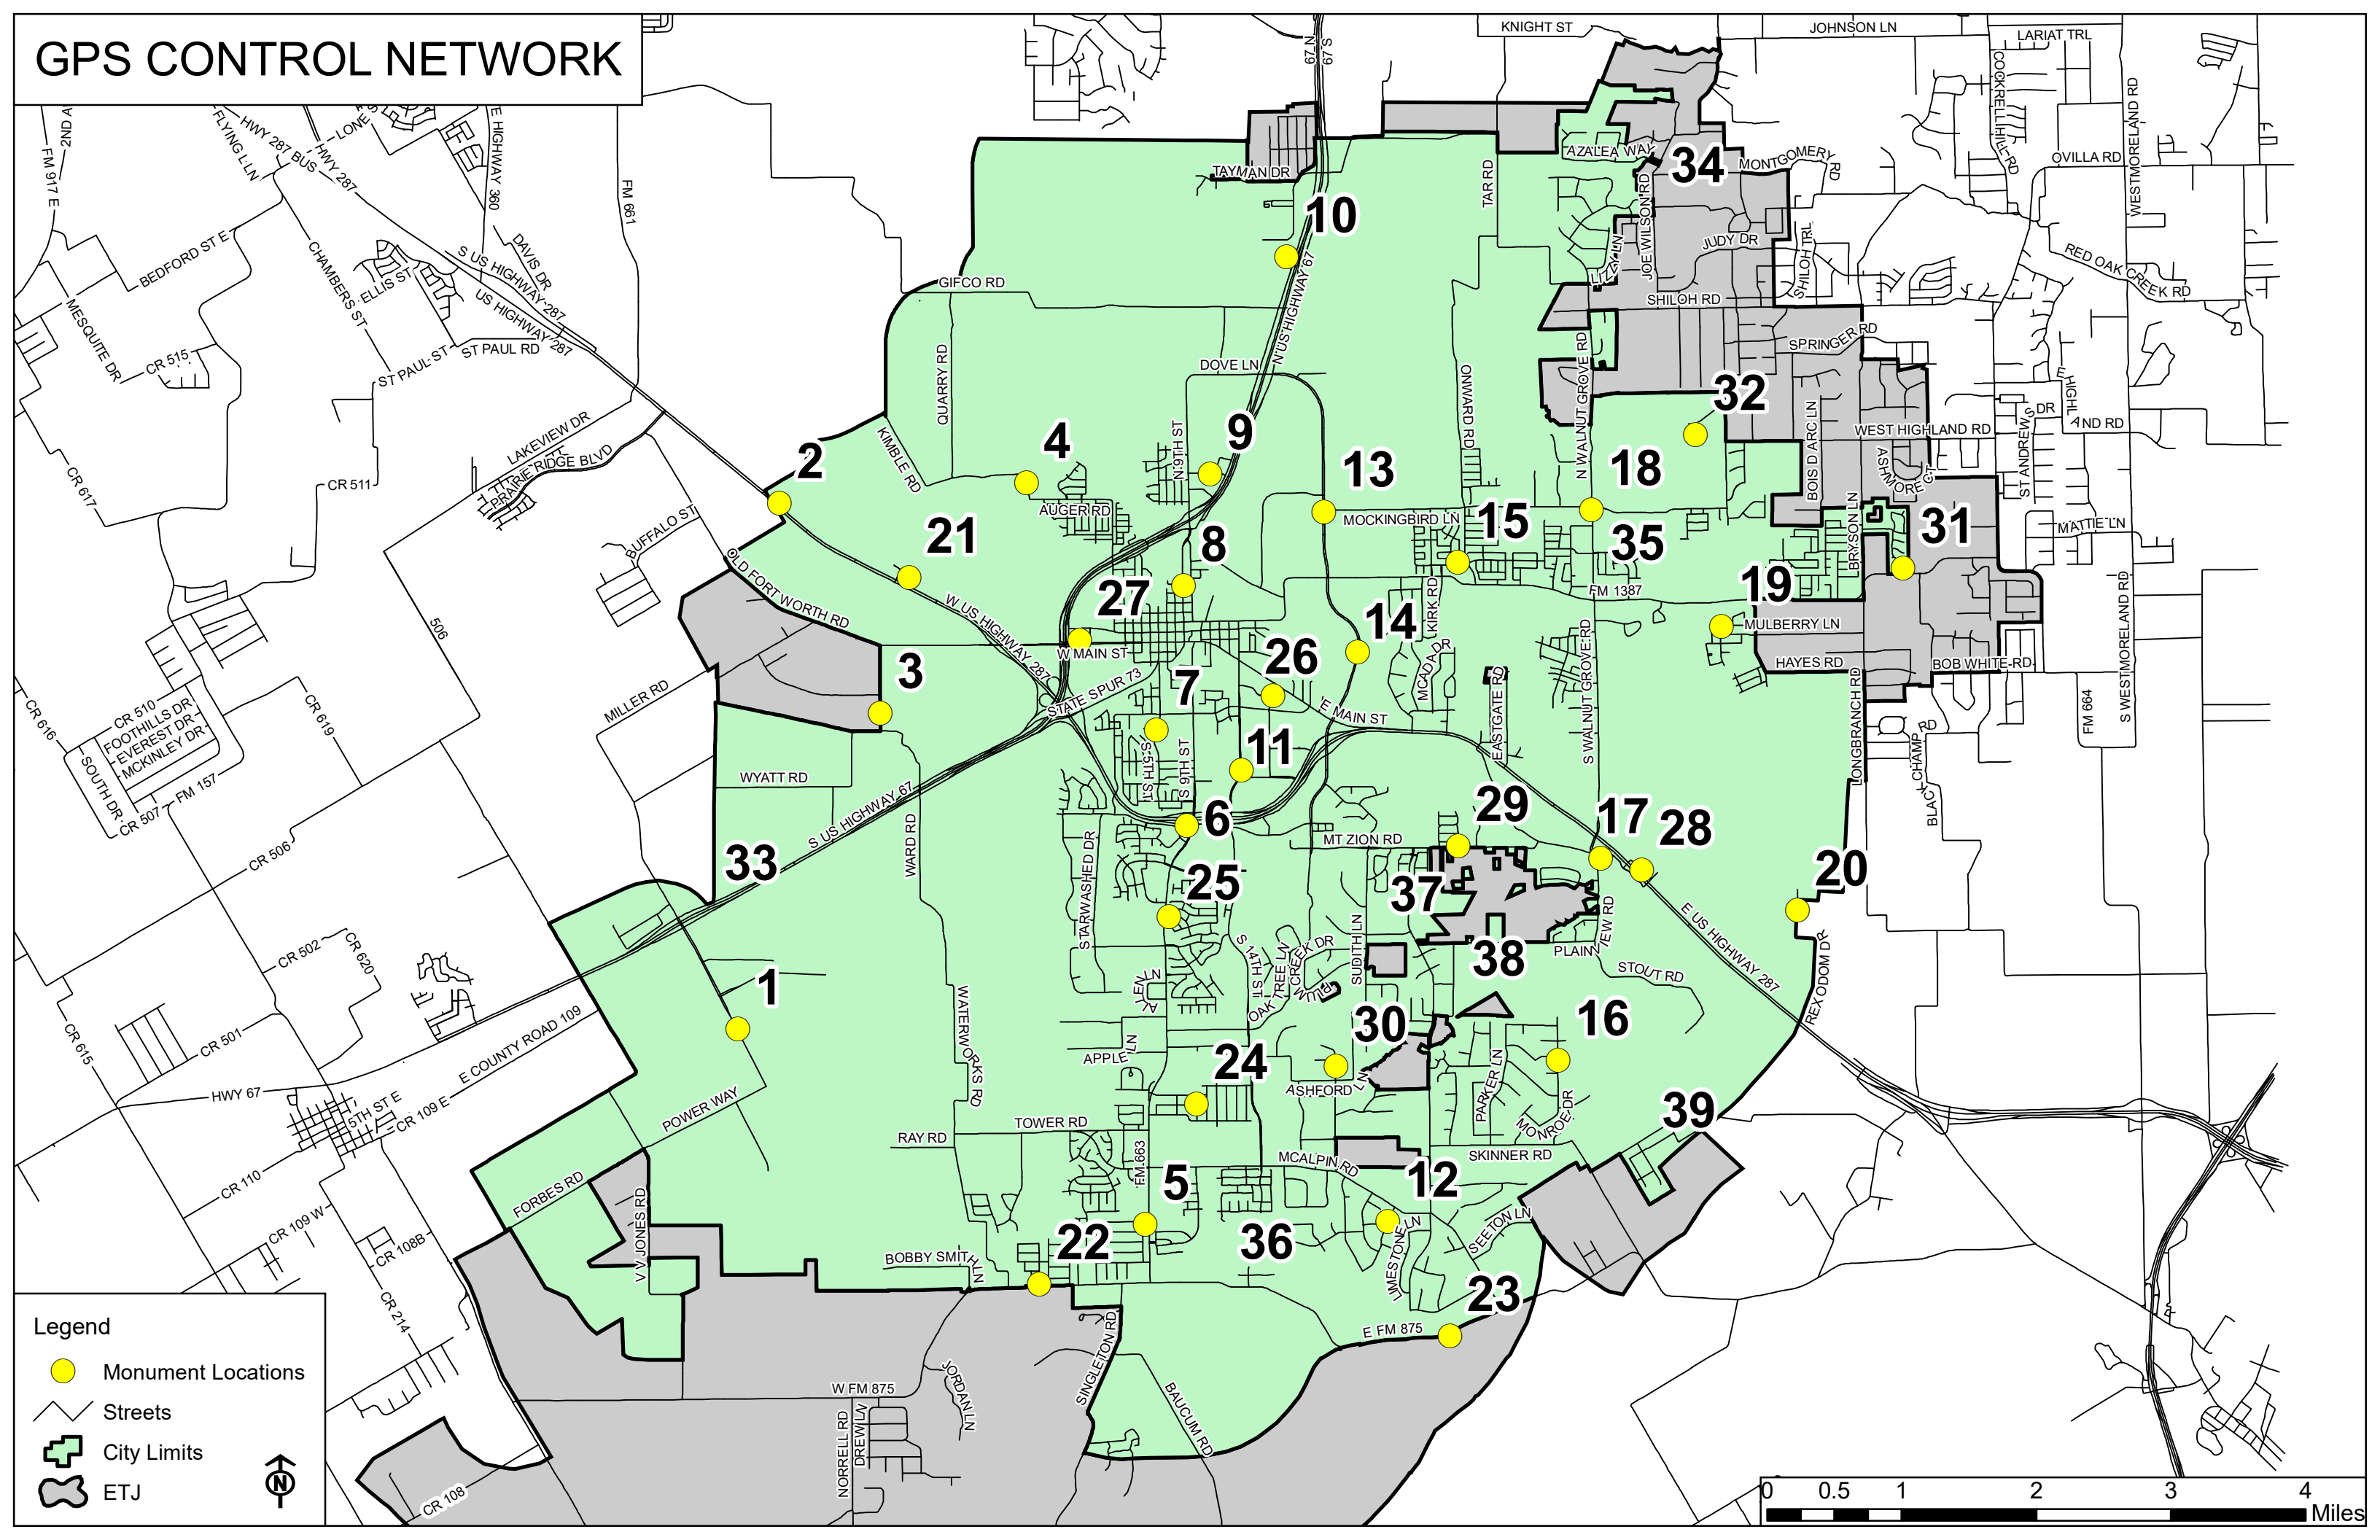 GPS CONTROL NETWORK
KNIGHT ST
JOHNSON LN
LARIAT TRL
67 N
67 S
COCKRELLHILL RD
WESTMORELAND RD
2ND A
FM 917 E
FLYING L LN
HWY 287 BUS
HWY 287
LONE S
E HIGHWAY 360
FM 661
TAYMAN DR
TAR RD
AZALEA WAY
34
MONTGOMERY RD
OVILLA RD
10
JOE WILSON RD
JUDY DR
SHILOH TRL
LIZZY LN
RED OAK CREEK RD
BEDFORD ST E
CHAMBERS ST
ELLIS ST
DAVIS DR
S US HIGHWAY 287
US HIGHWAY 287
GIFCO RD
N US HIGHWAY 67
SHILOH RD
SPRINGER RD
MESQUITE DR
CR 515
ST PAUL ST
ST PAUL RD
QUARRY RD
DOVE LN
ONWARD RD
N WALNUT GROVE RD
32
E HIGHL
AND RD
ST ANDREWS DR
LAKEVIEW DR
PRAIRIE RIDGE BLVD
KIMBLE RD
2
4
N 9TH ST
9
13
18
BOIS D ARC LN
WEST HIGHLAND RD
ASHMORE CT
CR 617
CR 511
BUFFALO ST
AUGER RD
21
8
MOCKINGBIRD LN
15
35
BRYSON LN
31
MATTIE LN
OLD FORT WORTH RD
27
W US HIGHWAY 287
KIRK RD
FM 1387
19
MULBERRY LN
506
W MAIN ST
14
26
MCADA DR
S WALNUT GROVE RD
HAYES RD
BOB WHITE RD
S WESTMORELAND RD
FM 664
3
MILLER RD
STATE SPUR 73
7
E MAIN ST
EASTGATE RD
LONGBRANCH RD
CR 616
CR 510
FOOTHILLS DR
EVEREST DR
MCKINLEY DR
SOUTH DR
CR 507
FM 157
CR 619
WYATT RD
S 5TH ST
S 9TH ST
11
BLACK CHAMP RD
CR 506
S US HIGHWAY 67
WARD RD
6
MT ZION RD
29
17
28
20
33
STARWASHED DR
25
37
CR 502
CR 620
S 14TH ST
OAK TREE LN
PLUM CREEK DR
SUDITH LN
38
PLAIN VIEW RD
STOUT RD
E US HIGHWAY 287
REX ODOM DR
1
ALLEN LN
CR 615
CR 501
E COUNTY ROAD 109
WATERWORKS RD
APPLE LN
24
30
16
HWY 67
5TH ST E
CR 109 E
POWER WAY
ASHFORD LN
PARKER LN
MONROE DR
39
RAY RD
TOWER RD
CR 110
FORBES RD
FM 663
5
MCALPIN RD
12
SKINNER RD
CR 109 W
CR 108B
V V JONES RD
BOBBY SMITH LN
22
36
LIMESTONE LN
SEETON LN
23
CR 214
SINGLETON RD
E FM 875
W FM 875
JORDAN LN
NORRELL RD
DREW LN
BAUCUM RD
CR 108
Legend
Monument Locations
Streets
City Limits
ETJ
N
0 0.5 1 2 3 4
Miles